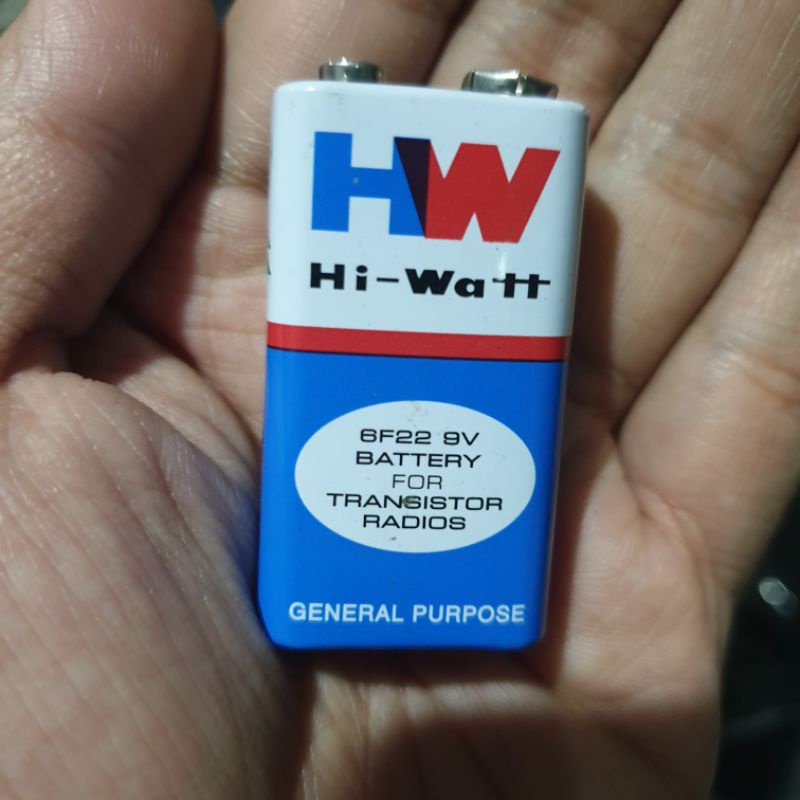 HW
Hi-Watt
6F22 9V
BATTERY
FOR
TRANSISTOR
RADIOS
GENERAL PURPOSE